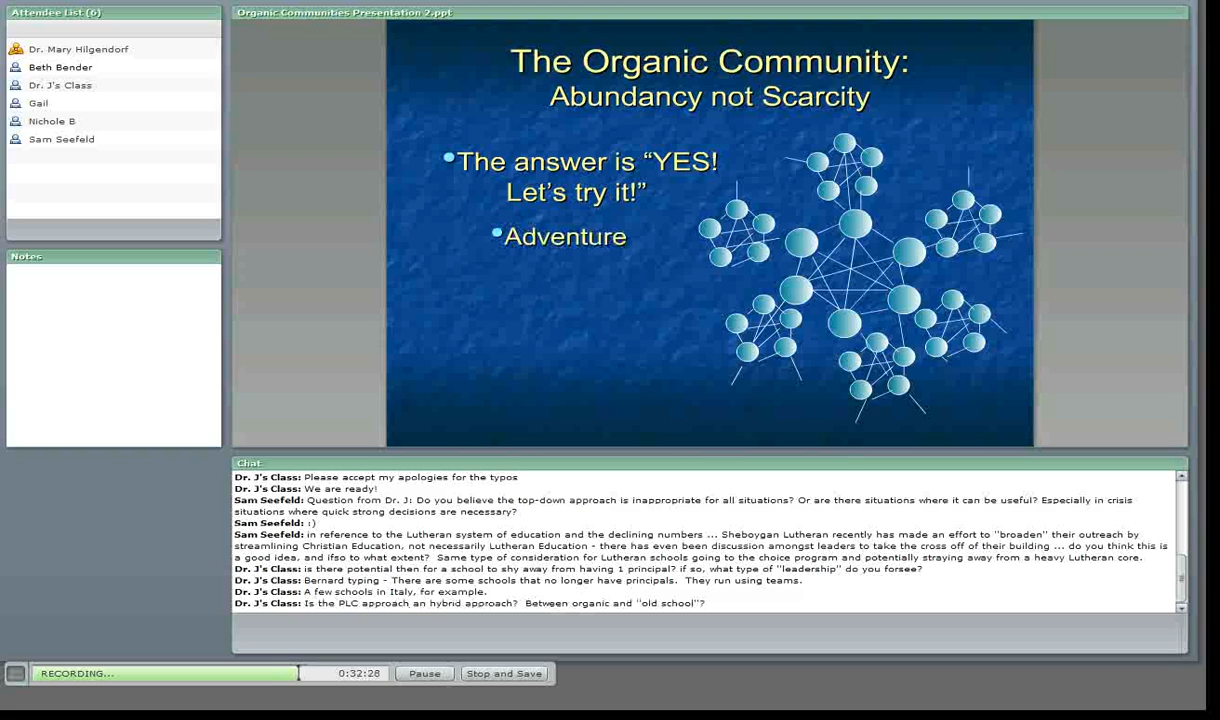 Attendee List (6)
Dr. Mary Hilgendorf
Beth Bender
Dr. J's Class
Gail
Nichole B
Sam Seefeld
Notes
Organic Communities Presentation 2.ppt
The Organic Community:
Abundancy not Scarcity
•The answer is “YES!
Let’s try it!”
•Adventure
Chat
Dr. J's Class: Please accept my apologies for the typos
Dr. J's Class: We are ready!
Sam Seefeld: Question from Dr. J: Do you believe the top-down approach is inappropriate for all situations? Or are there situations where it can be useful? Especially in crisis
situations where quick strong decisions are necessary?
Sam Seefeld: :)
Sam Seefeld: in reference to the Lutheran system of education and the declining numbers ... Sheboygan Lutheran recently has made an effort to "broaden" their outreach by
streamlining Christian Education, not necessarily Lutheran Education - there has even been discussion amongst leaders to take the cross off of their building ... do you think this is
a good idea, and ifso to what extent? Same type of consideration for Lutheran schools going to the choice program and potentially straying away from a heavy Lutheran core.
Dr. J's Class: is there potential then for a school to shy away from having 1 principal? if so, what type of "leadership" do you forsee?
Dr. J's Class: Bernard typing - There are some schools that no longer have principals. They run using teams.
Dr. J's Class: A few schools in Italy, for example.
Dr. J's Class: Is the PLC approach an hybrid approach? Between organic and "old school"?
RECORDING...
0:32:28
Pause
Stop and Save